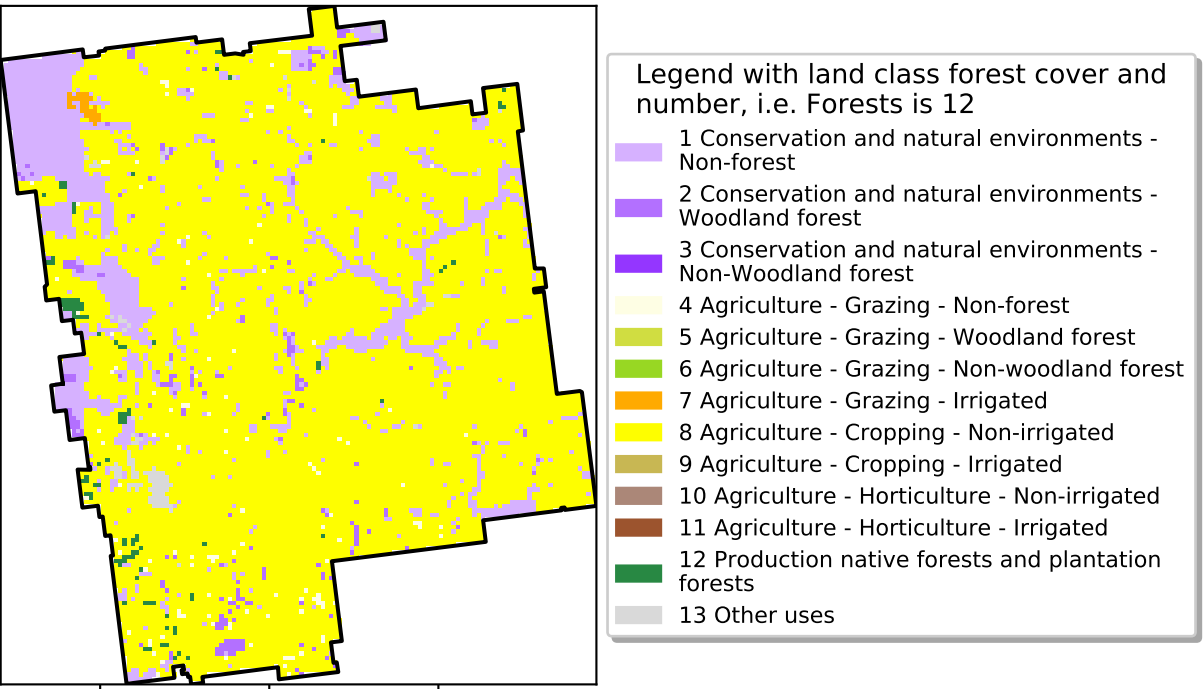 Legend with land class forest cover and
number, i.e. Forests is 12
1 Conservation and natural environments -
Non-forest
2 Conservation and natural environments -
Woodland forest
3 Conservation and natural environments -
Non-Woodland forest
4 Agriculture - Grazing - Non-forest
5 Agriculture - Grazing - Woodland forest
6 Agriculture - Grazing - Non-woodland forest
7 Agriculture - Grazing - Irrigated
8 Agriculture - Cropping - Non-irrigated
9 Agriculture - Cropping - Irrigated
10 Agriculture - Horticulture - Non-irrigated
11 Agriculture - Horticulture - Irrigated
12 Production native forests and plantation
forests
13 Other uses